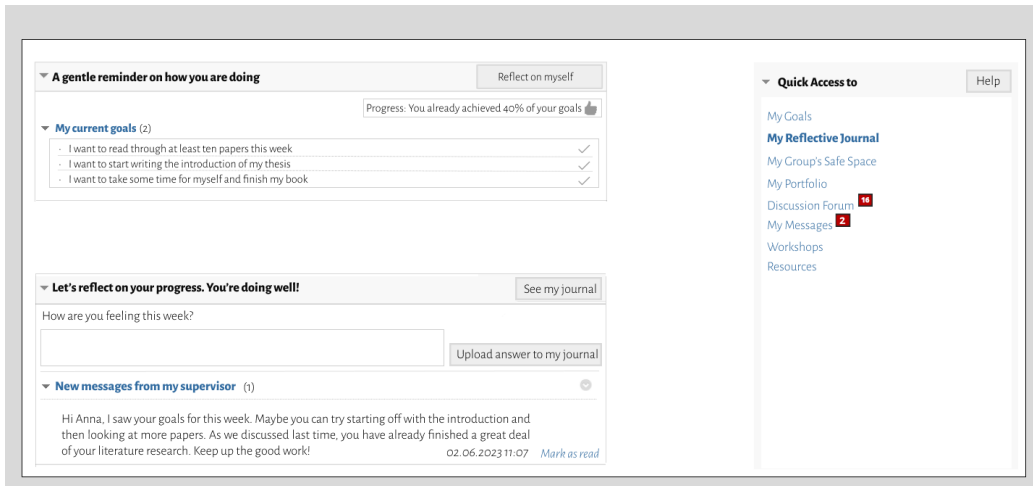 A gentle reminder on how you are doing
Reflect on myself
Progress: You already achieved 40% of your goals
My current goals (2)
· I want to read through at least ten papers this week
· I want to start writing the introduction of my thesis
· I want to take some time for myself and finish my book
Let's reflect on your progress. You're doing well!
See my journal
How are you feeling this week?
Upload answer to my journal
New messages from my supervisor (1)
Hi Anna, I saw your goals for this week. Maybe you can try starting off with the introduction and
then looking at more papers. As we discussed last time, you have already finished a great deal
of your literature research. Keep up the good work!
02.06.2023 11:07 Mark as read
Quick Access to
Help
My Goals
My Reflective Journal
My Group's Safe Space
My Portfolio
Discussion Forum 16
My Messages 2
Workshops
Resources